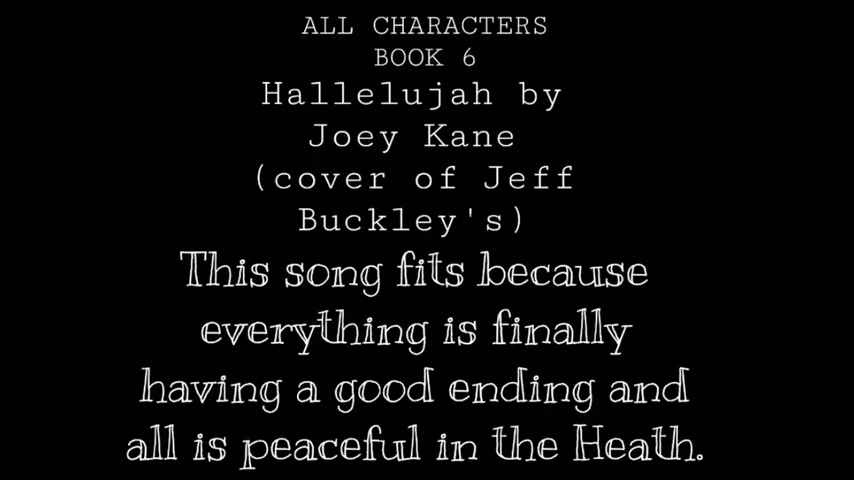 ALL CHARACTERS
BOOK 6
Hallelujah by
Joey Kane
(cover of Jeff
Buckley's)
This song fits because
everything is finally
having a good ending and
all is peaceful in the Heath.